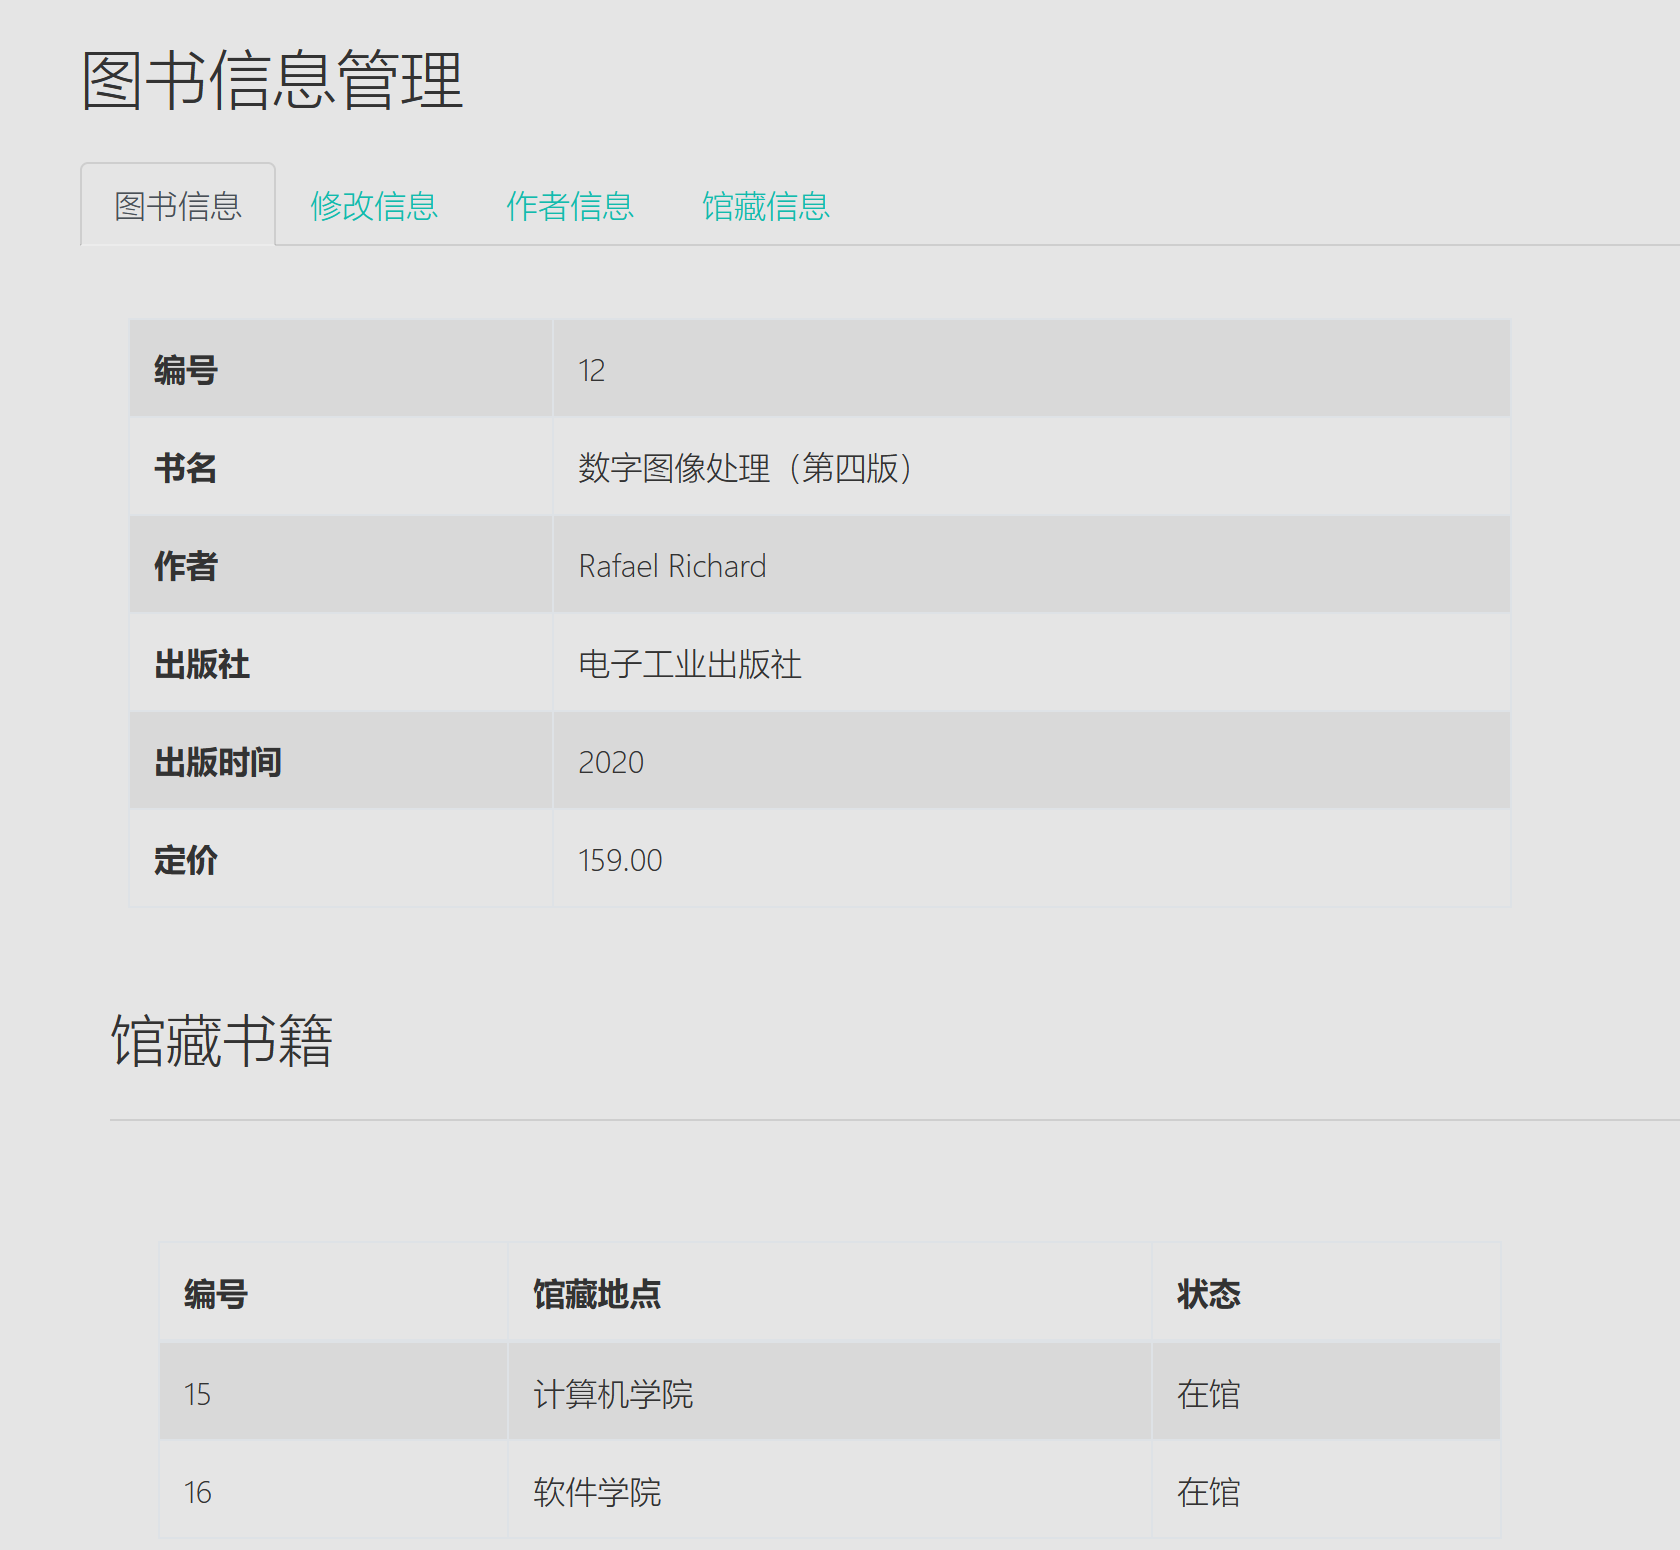 图书信息管理
图书信息 修改信息 作者信息 馆藏信息
编号 12
书名 数字图像处理（第四版）
作者 Rafael Richard
出版社 电子工业出版社
出版时间 2020
定价 159.00
馆藏书籍
编号 馆藏地点 状态
15 计算机学院 在馆
16 软件学院 在馆